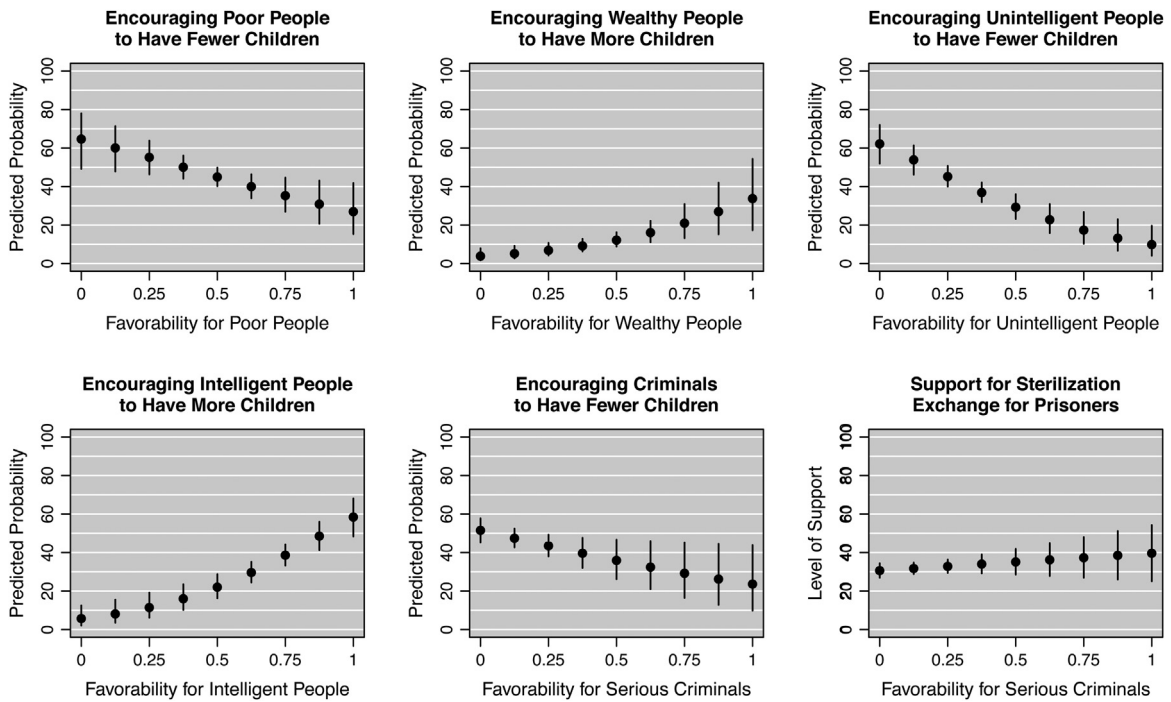 Encouraging Poor People
to Have Fewer Children
Predicted Probability
100
80
60
40
20
0
0 0.25 0.5 0.75 1
Favorability for Poor People
Encouraging Wealthy People
to Have More Children
Predicted Probability
100
80
60
40
20
0
0 0.25 0.5 0.75 1
Favorability for Wealthy People
Encouraging Unintelligent People
to Have Fewer Children
Predicted Probability
100
80
60
40
20
0
0 0.25 0.5 0.75 1
Favorability for Unintelligent People
Encouraging Intelligent People
to Have More Children
Predicted Probability
100
80
60
40
20
0
0 0.25 0.5 0.75 1
Favorability for Intelligent People
Encouraging Criminals
to Have Fewer Children
Predicted Probability
100
80
60
40
20
0
0 0.25 0.5 0.75 1
Favorability for Serious Criminals
Support for Sterilization
Exchange for Prisoners
Level of Support
100
80
60
40
20
0
0 0.25 0.5 0.75 1
Favorability for Serious Criminals